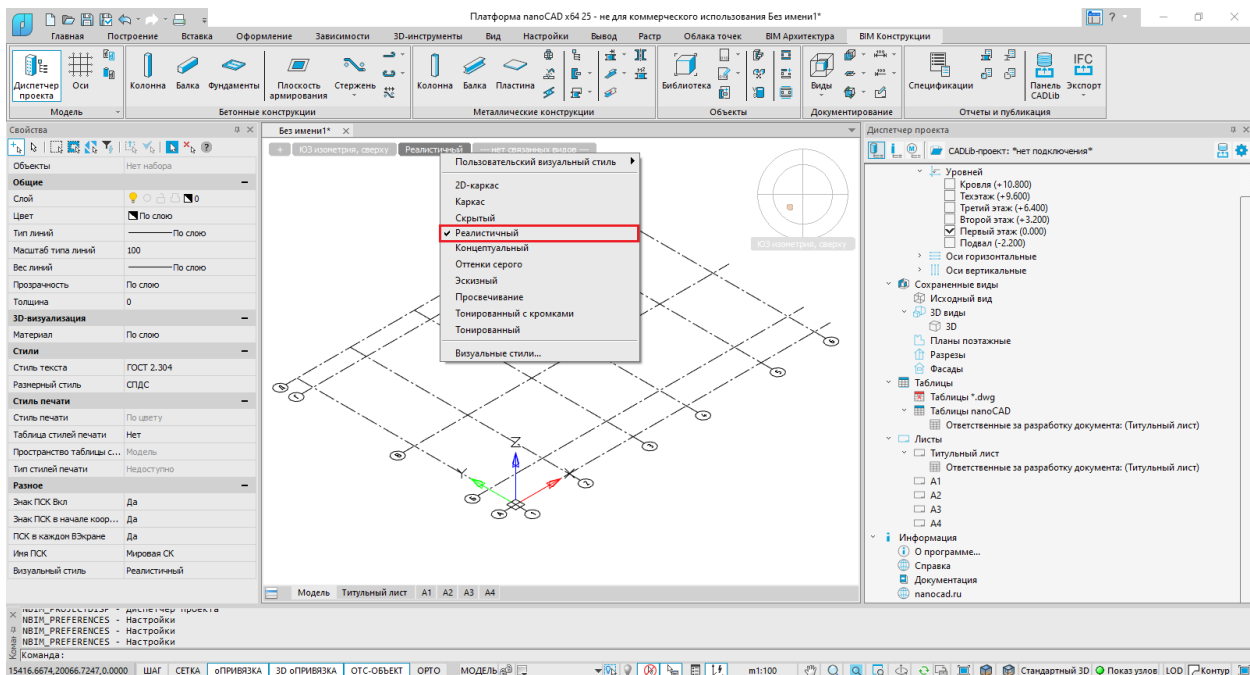 Платформа nanoCAD x64 25 - не для коммерческого использования Без имени1*
?
Главная Построение Вставка Оформление Зависимости 3D-инструменты Вид Настройки Вывод Растр Облака точек BIM Архитектура BIM Конструкции
Диспетчер проекта Оси Колонна Балка Фундаменты Плоскость армирования Стержень Колонна Балка Пластина Библиотека Виды Спецификации Панель CADLib IFC Экспорт
Модель Бетонные конструкции Металлические конструкции Объекты Документирование Отчеты и публикация
Свойства
Объекты Нет набора
Общие
Слой 0
Цвет По слою
Тип линий По слою
Масштаб типа линий 100
Вес линий По слою
Прозрачность По слою
Толщина 0
3D-визуализация
Материал По слою
Стили
Стиль текста ГОСТ 2.304
Размерный стиль СПДС
Стиль печати
Стиль печати По цвету
Таблица стилей печати Нет
Пространство таблицы с... Модель
Тип стилей печати Недоступно
Разное
Знак ПСК Вкл Да
Знак ПСК в начале коор... Да
ПСК в каждом ВЭкране Да
Имя ПСК Мировая СК
Визуальный стиль Реалистичный
Без имени1*
+ ЮЗ изометрия, сверху Реалистичный --- нет связанных видов ---
Пользовательский визуальный стиль
2D-каркас
Каркас
Скрытый
Реалистичный
Концептуальный
Оттенки серого
Эскизный
Просвечивание
Тонированный с кромками
Тонированный
Визуальные стили...
ЮЗ изометрия, сверху
6
5
4
3
2
1
Д
Г
В
Б
А
Z
Y
X
Модель Титульный лист A1 A2 A3 A4
Диспетчер проекта
CADLib-проект: *нет подключения*
Уровней
Кровля (+10.800)
Техэтаж (+9.600)
Третий этаж (+6.400)
Второй этаж (+3.200)
Первый этаж (0.000)
Подвал (-2.200)
Оси горизонтальные
Оси вертикальные
Сохраненные виды
Исходный вид
3D виды
3D
Планы поэтажные
Разрезы
Фасады
Таблицы
Таблицы *.dwg
Таблицы nanoCAD
Ответственные за разработку документа: (Титульный лист)
Листы
Титульный лист
Ответственные за разработку документа: (Титульный лист)
A1
A2
A3
A4
Информация
О программе...
Справка
Документация
nanocad.ru
NBIM_PROJECTDISP - Диспетчер проекта
NBIM_PREFERENCES - Настройки
NBIM_PREFERENCES - Настройки
NBIM_PREFERENCES - Настройки
Команда:
15416.6674,20066.7247,0.0000 ШАГ СЕТКА оПРИВЯЗКА 3D оПРИВЯЗКА ОТС-ОБЪЕКТ ОРТО МОДЕЛЬ m1:100 Стандартный 3D Показ узлов LOD Контур